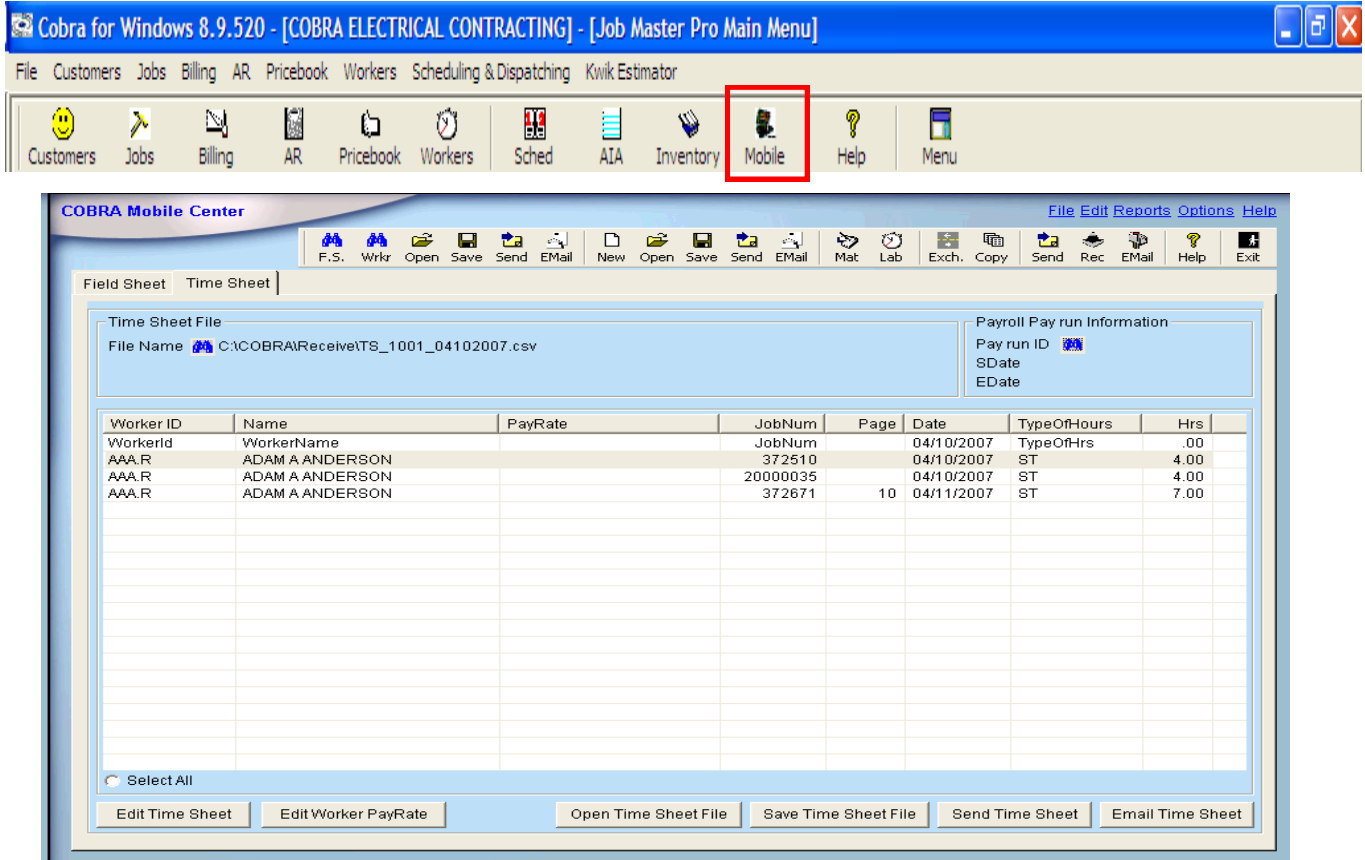 Cobra for Windows 8.9.520 - [COBRA ELECTRICAL CONTRACTING] - [Job Master Pro Main Menu]
File Customers Jobs Billing AR Pricebook Workers Scheduling & Dispatching Kwik Estimator
Customers Jobs Billing AR Pricebook Workers Sched AIA Inventory Mobile Help Menu
COBRA Mobile Center File Edit Reports Options Help
F.S. Wrkr Open Save Send EMail New Open Save Send EMail Mat Lab Exch. Copy Send Rec EMail Help Exit
Field Sheet Time Sheet
Time Sheet File Payroll Pay run Information
File Name C:\COBRA\Receive\TS_1001_04102007.csv Pay run ID
SDate
EDate
Worker ID Name PayRate JobNum Page Date TypeOfHours Hrs
WorkerId WorkerName JobNum 04/10/2007 TypeOfHrs .00
AAA.R ADAM A ANDERSON 372510 04/10/2007 ST 4.00
AAA.R ADAM A ANDERSON 20000035 04/10/2007 ST 4.00
AAA.R ADAM A ANDERSON 372671 10 04/11/2007 ST 7.00
Select All
Edit Time Sheet Edit Worker PayRate Open Time Sheet File Save Time Sheet File Send Time Sheet Email Time Sheet